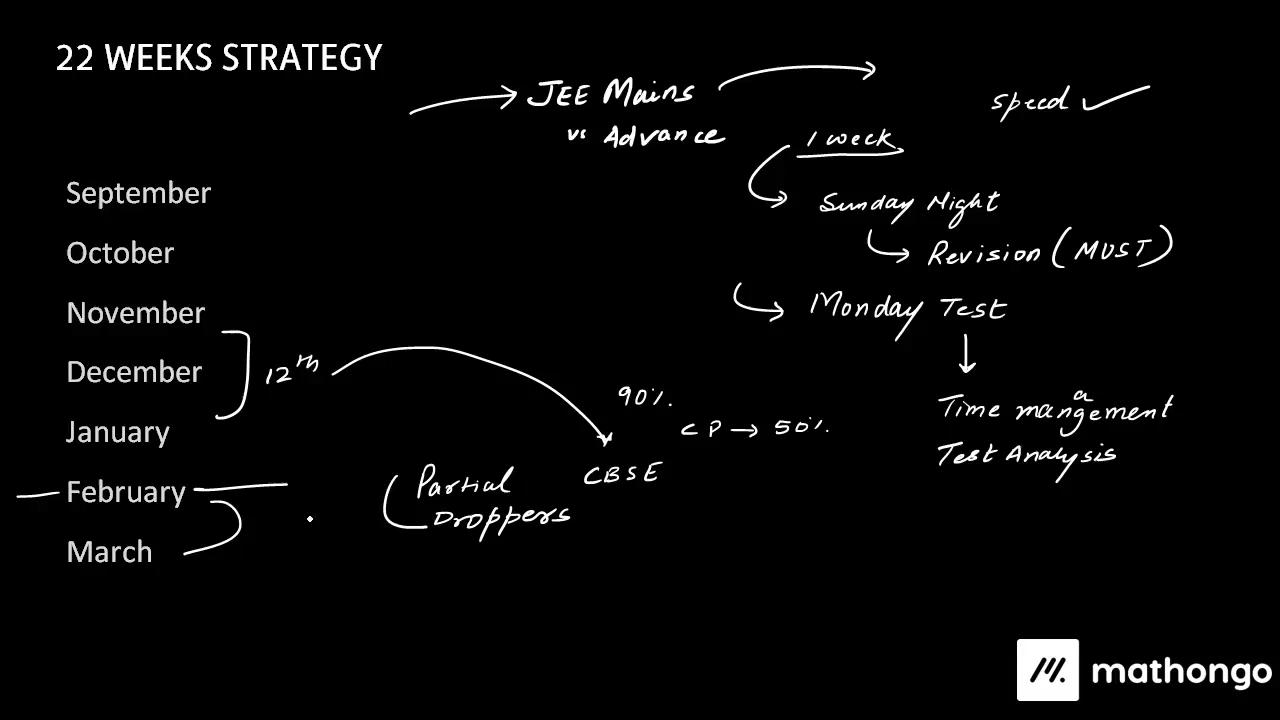 22 WEEKS STRATEGY
JEE Mains
vs Advance
speed
1 week
September
Sunday Night
October
Revision (MUST)
November
Monday Test
December
12th
90%.
Time mangement
a
January
CP → 50%.
Test Analysis
February
Partial
Droppers
CBSE
March
mathongo